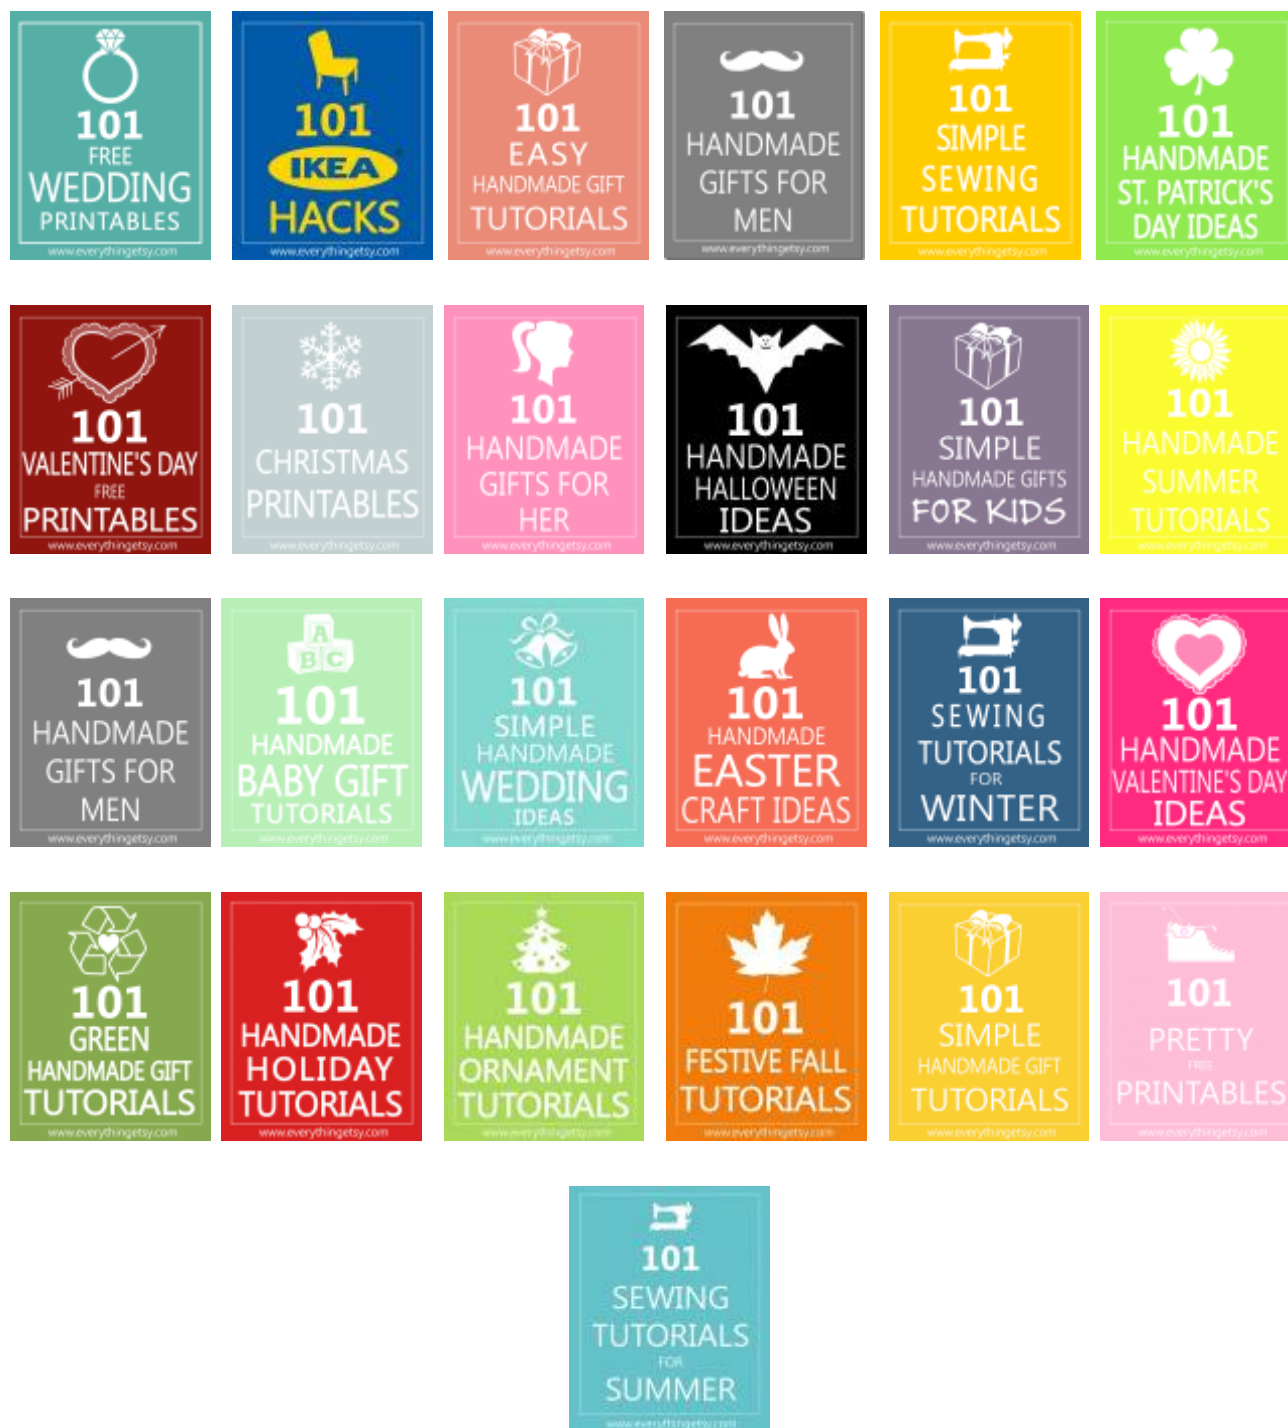 101
FREE
WEDDING
PRINTABLES
www.everythingetsy.com
101
IKEA
HACKS
www.everythingetsy.com
101
EASY
HANDMADE GIFT
TUTORIALS
www.everythingetsy.com
101
HANDMADE
GIFTS FOR
MEN
www.everythingetsy.com
101
SIMPLE
SEWING
TUTORIALS
www.everythingetsy.com
101
HANDMADE
ST. PATRICK'S
DAY IDEAS
www.everythingetsy.com
101
VALENTINE'S DAY
FREE
PRINTABLES
www.everythingetsy.com
101
CHRISTMAS
PRINTABLES
www.everythingetsy.com
101
HANDMADE
GIFTS FOR
HER
www.everythingetsy.com
101
HANDMADE
HALLOWEEN
IDEAS
www.everythingetsy.com
101
SIMPLE
HANDMADE GIFTS
FOR KIDS
www.everythingetsy.com
101
HANDMADE
SUMMER
TUTORIALS
www.everythingetsy.com
101
HANDMADE
GIFTS FOR
MEN
www.everythingetsy.com
A
B C
101
HANDMADE
BABY GIFT
TUTORIALS
www.everythingetsy.com
101
SIMPLE
HANDMADE
WEDDING
IDEAS
www.everythingetsy.com
101
HANDMADE
EASTER
CRAFT IDEAS
www.everythingetsy.com
101
SEWING
TUTORIALS
FOR
WINTER
www.everythingetsy.com
101
HANDMADE
VALENTINE'S DAY
IDEAS
www.everythingetsy.com
101
GREEN
HANDMADE GIFT
TUTORIALS
www.everythingetsy.com
101
HANDMADE
HOLIDAY
TUTORIALS
www.everythingetsy.com
101
HANDMADE
ORNAMENT
TUTORIALS
www.everythingetsy.com
101
FESTIVE FALL
TUTORIALS
www.everythingetsy.com
101
SIMPLE
HANDMADE GIFT
TUTORIALS
www.everythingetsy.com
101
PRETTY
FREE
PRINTABLES
www.everythingetsy.com
101
SEWING
TUTORIALS
FOR
SUMMER
www.everythingetsy.com